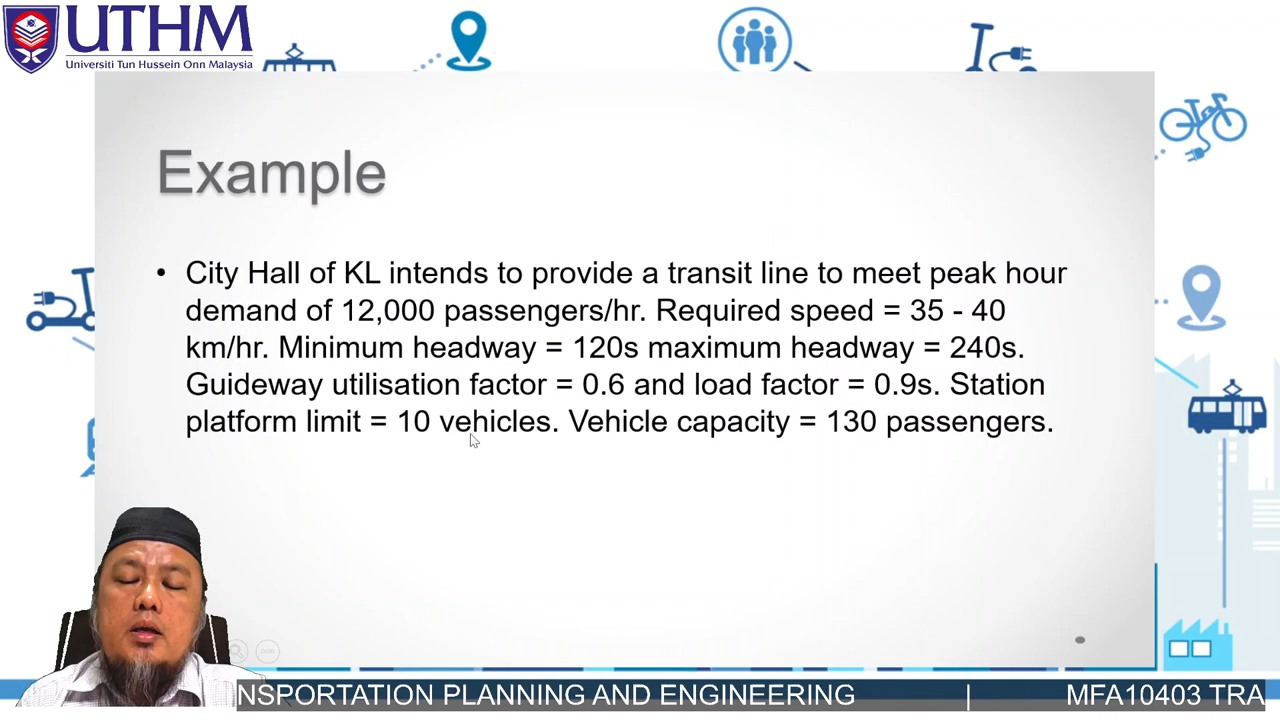 UTHM
Universiti Tun Hussein Onn Malaysia
Example
• City Hall of KL intends to provide a transit line to meet peak hour
demand of 12,000 passengers/hr. Required speed = 35 - 40
km/hr. Minimum headway = 120s maximum headway = 240s.
Guideway utilisation factor = 0.6 and load factor = 0.9s. Station
platform limit = 10 vehicles. Vehicle capacity = 130 passengers.
NSPORTATION PLANNING AND ENGINEERING | MFA10403 TRA